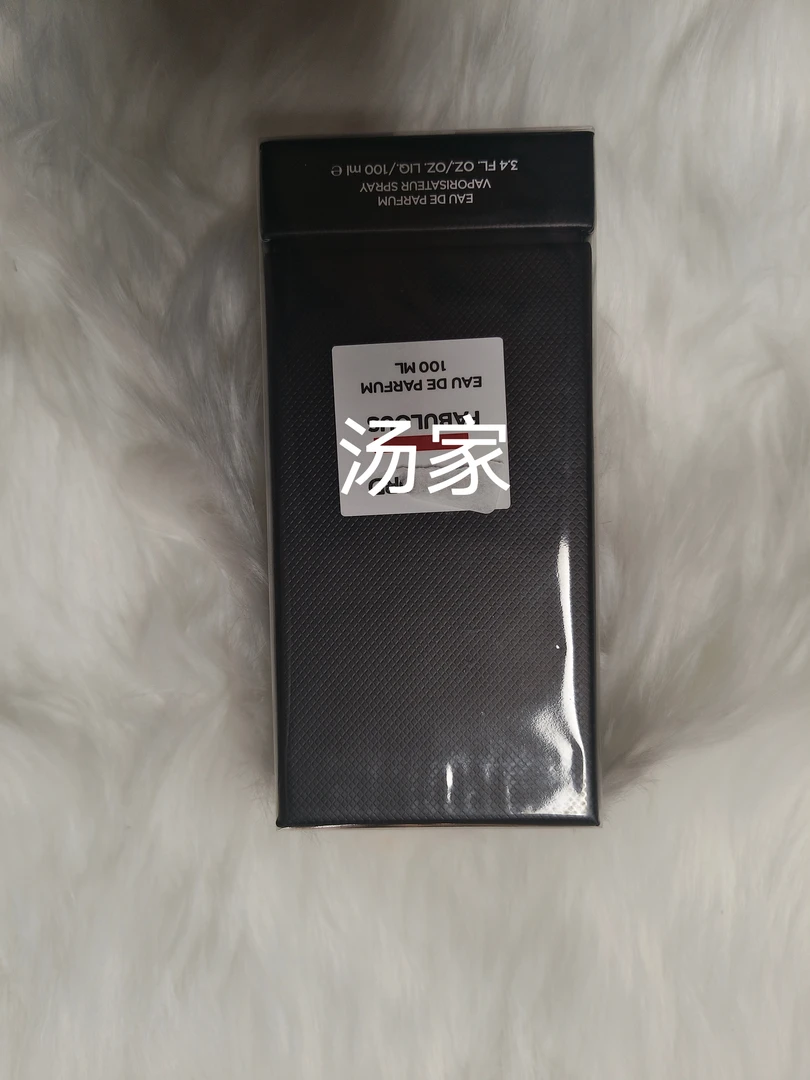 EAU DE PARFUM
VAPORISATEUR SPRAY
3.4 FL. OZ./OZ. LIQ./100 ml ℮
FABULOUS
EAU DE PARFUM
100 ML
汤家